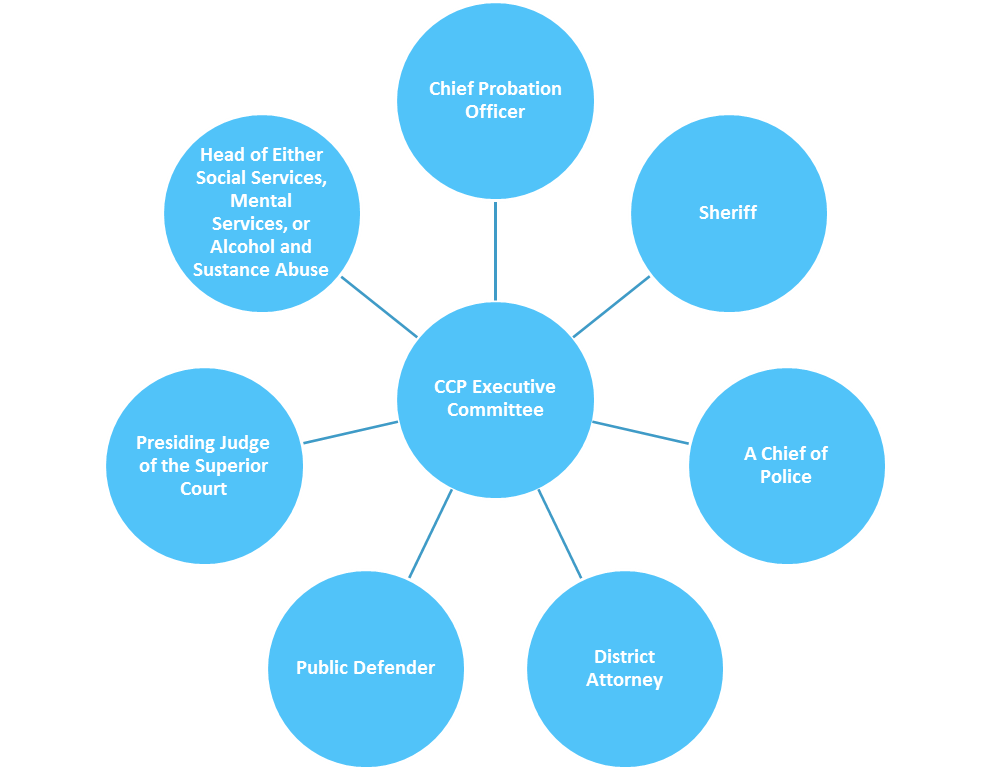 Chief Probation
Officer
Head of Either
Social Services,
Mental
Services, or
Alcohol and
Sustance Abuse
Sheriff
CCP Executive
Committee
Presiding Judge
of the Superior
Court
A Chief of
Police
Public Defender
District
Attorney